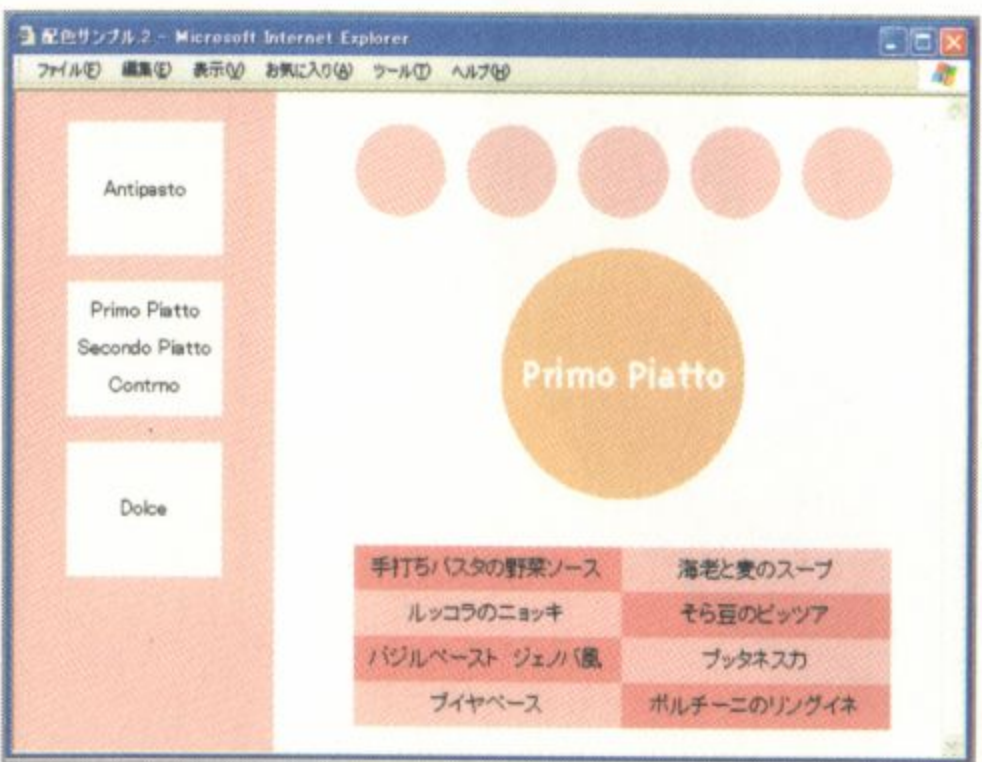 配色サンプル.2 - Microsoft Internet Explorer
ファイル(F) 編集(E) 表示(V) お気に入り(A) ツール(T) ヘルプ(H)
Antipasto
Primo Piatto
Secondo Piatto
Contrno
Dolce
Primo Piatto
手打ちパスタの野菜ソース 海老と麦のスープ
ルッコラのニョッキ そら豆のピッツア
バジルペースト ジェノバ風 プッタネスカ
ブイヤベース ポルチーニのリングイネ